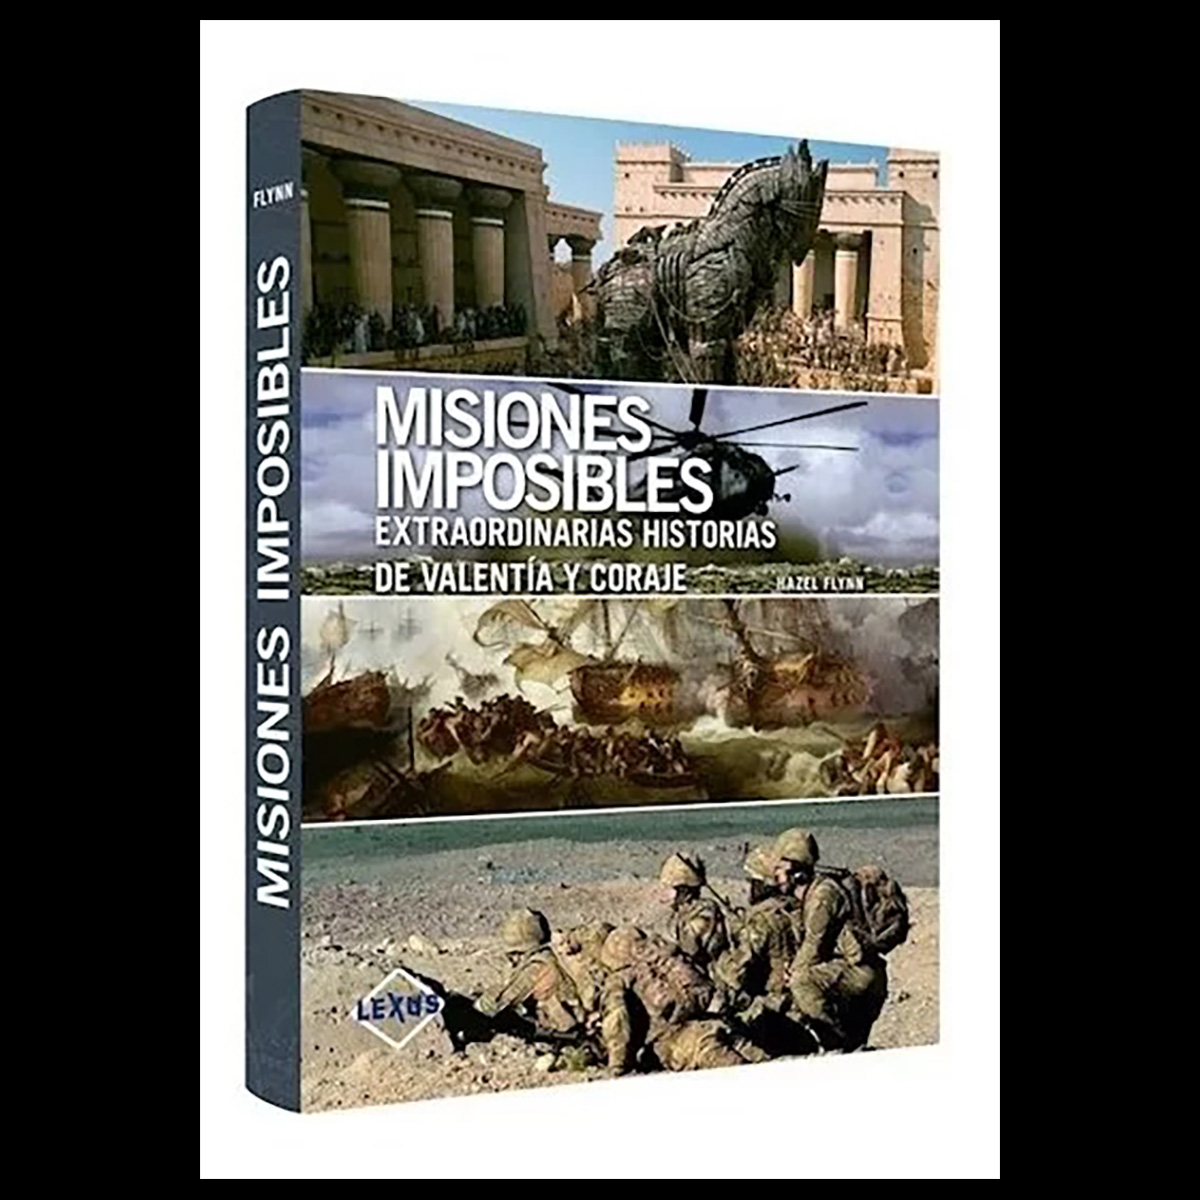 FLYNN
MISIONES IMPOSIBLES
MISIONES
IMPOSIBLES
EXTRAORDINARIAS HISTORIAS
DE VALENTÍA Y CORAJE
HAZEL FLYNN
LEXUS